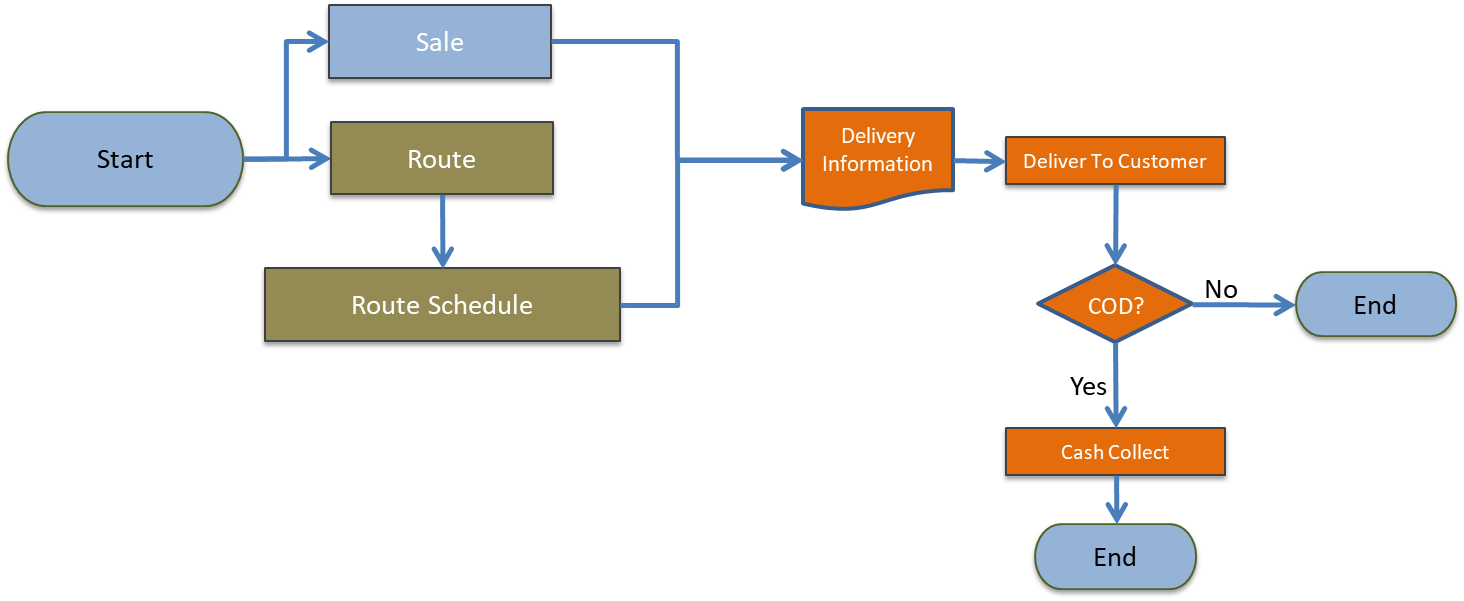 Sale
Start
Route
Route Schedule
Delivery
Information
Deliver To Customer
COD?
No
End
Yes
Cash Collect
End